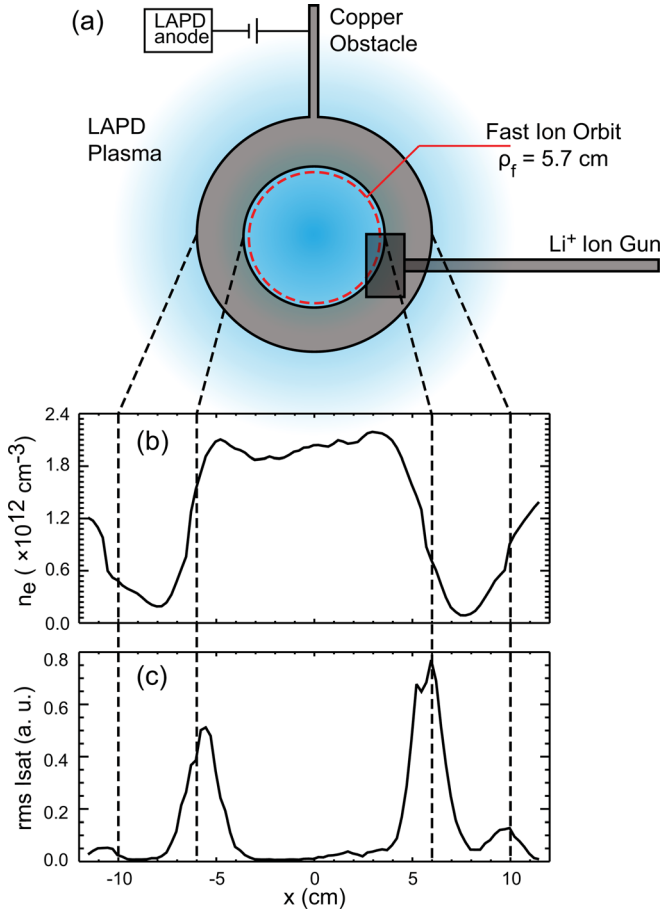 (a)
LAPD
anode
Copper
Obstacle
LAPD
Plasma
Fast Ion Orbit
ρf = 5.7 cm
Li+ Ion Gun
(b)
2.4
1.8
1.2
0.6
0.0
ne ( ×10^12 cm^-3)
(c)
0.8
0.6
0.4
0.2
0.0
rms Isat (a. u.)
-10
-5
0
5
10
x (cm)